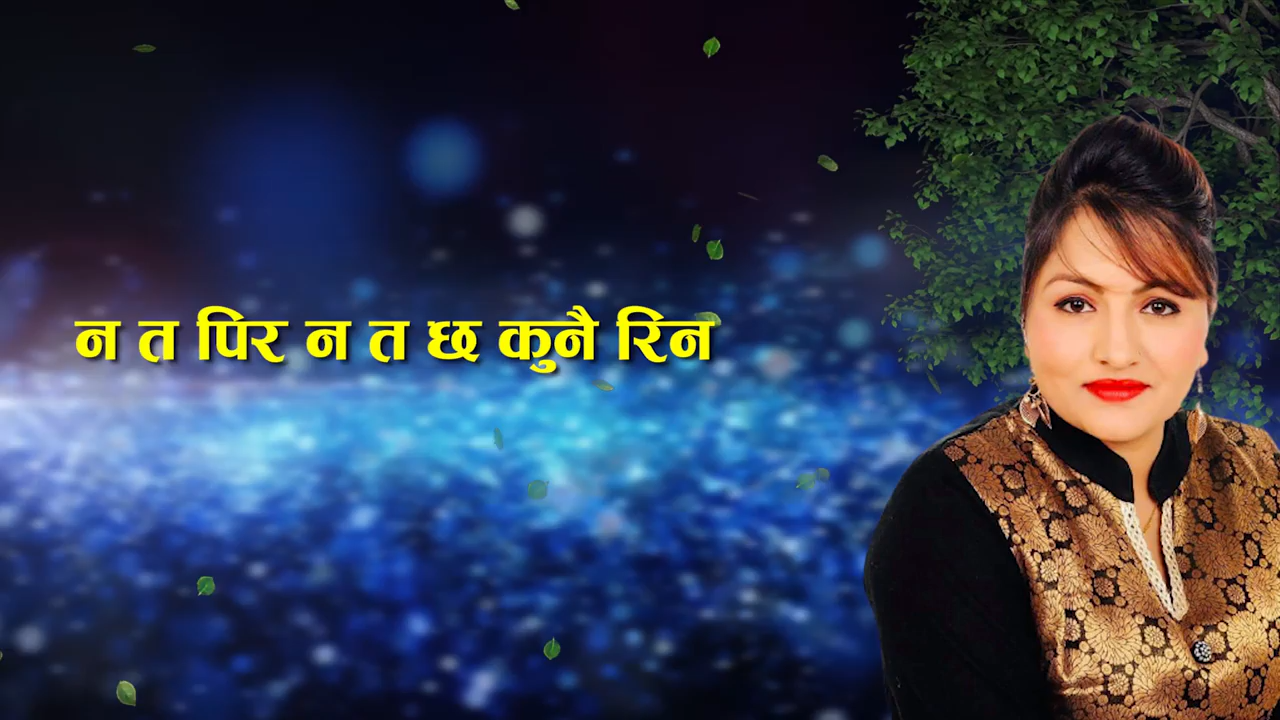 न त पिर न त छ कुनै रिन